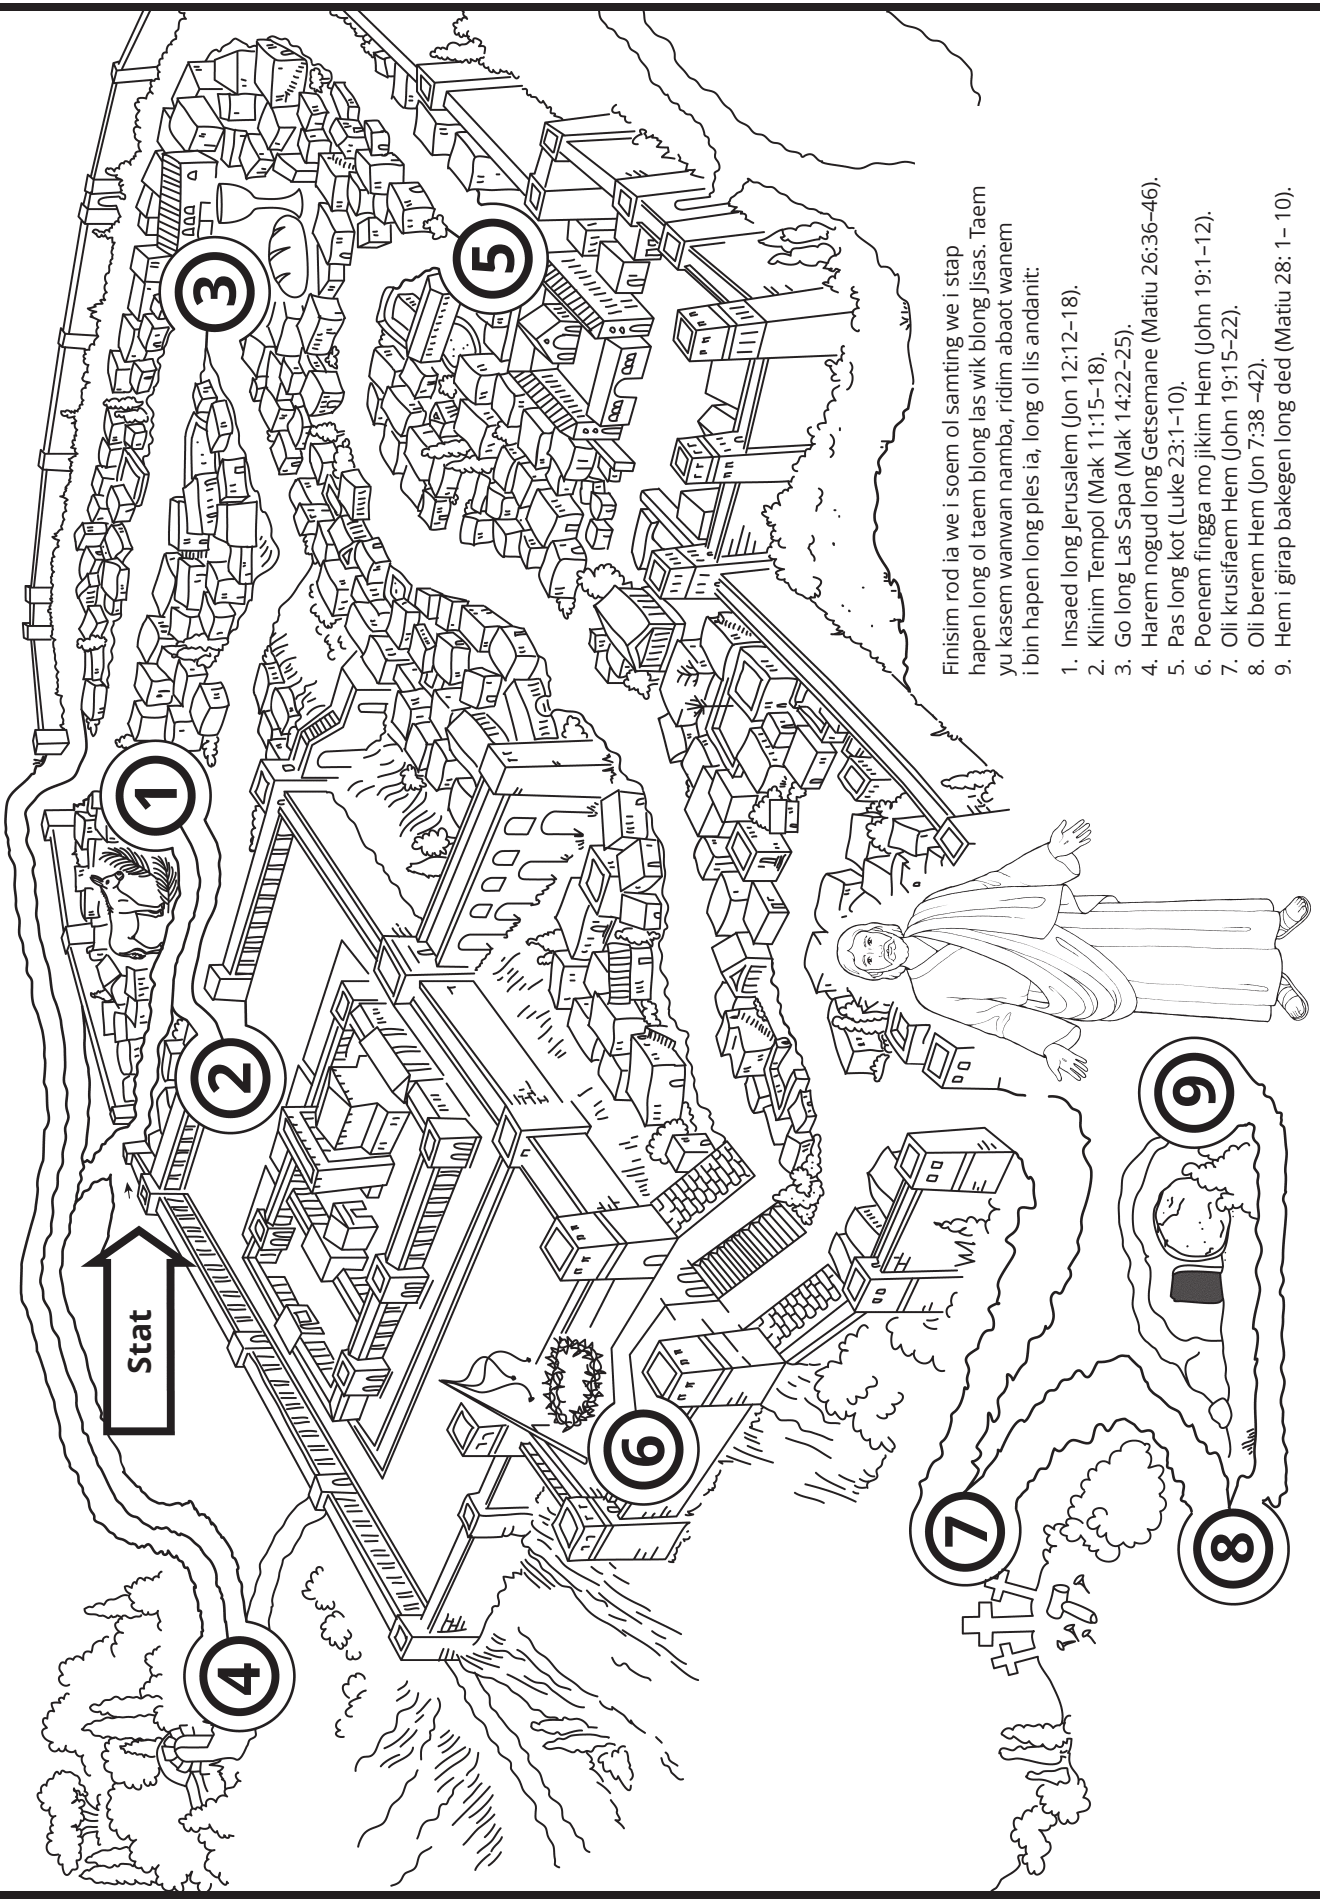 Finisim rod ia we i soem ol samting we i stap
hapen long ol taem blong las wik blong Jisas. Taem
yu kasem wanwan namba, ridim abaot wanem
i bin hapen long ples ia, long ol lis andanit:
1. Insaed long Jerusalem (Jon 12:12–18).
2. Klinim Tempol (Mak 11:15–18).
3. Go long Las Sapa (Mak 14:22–25).
4. Harem nogud long Getsemane (Matiu 26:36–46).
5. Pas long kot (Luke 23:1–10).
6. Poenem fingga mo jikim Hem (John 19:1–12).
7. Oli krusifaem Hem (John 19:15–22).
8. Oli berem Hem (Jon 7:38 –42).
9. Hem i girap bakegen long ded (Matiu 28: 1– 10).
Stat
1
2
3
4
5
6
7
8
9